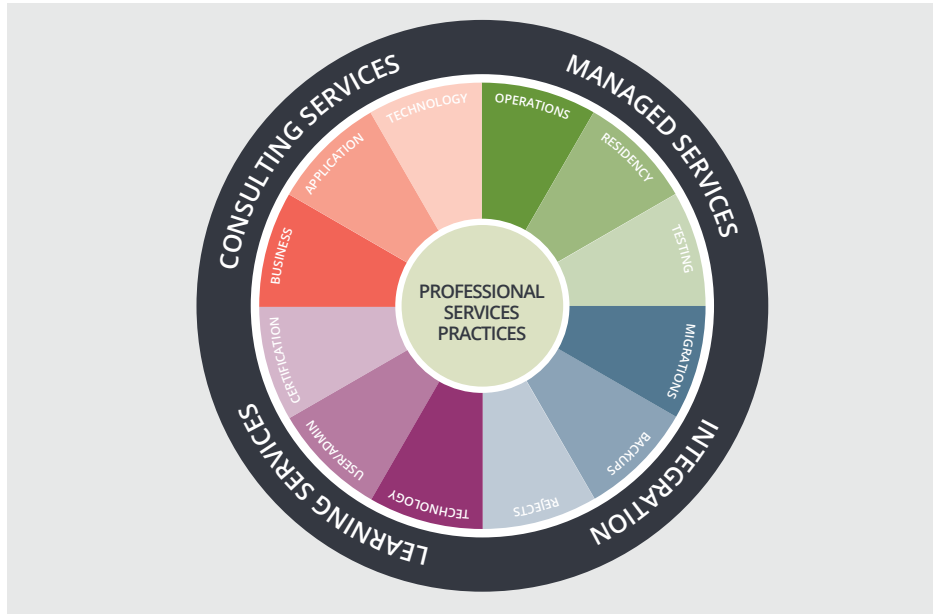 CONSULTING SERVICES
MANAGED SERVICES
INTEGRATION
LEARNING SERVICES
TECHNOLOGY
OPERATIONS
RESIDENCY
TESTING
MIGRATIONS
BACKUPS
REJECTS
TECHNOLOGY
USER/ADMIN
CERTIFICATION
BUSINESS
APPLICATION
PROFESSIONAL
SERVICES
PRACTICES